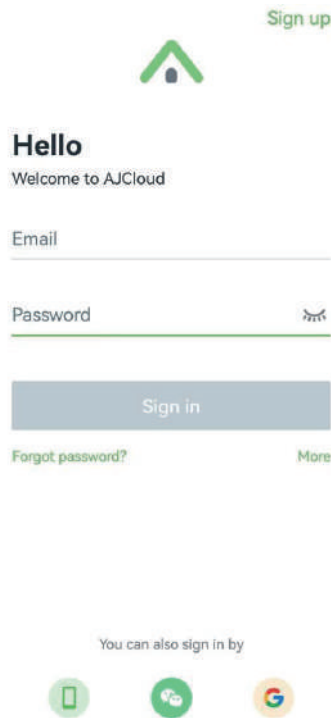 Sign up
Hello
Welcome to AJCloud
Email
Password
Sign in
Forgot password?
More
You can also sign in by
G